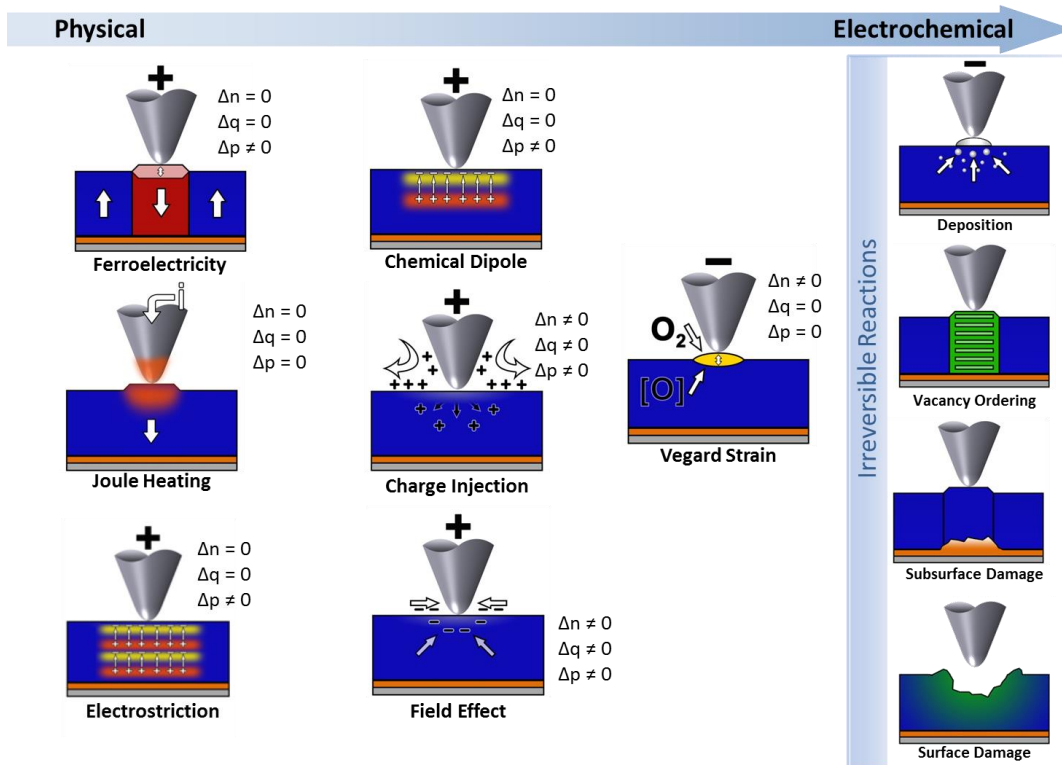 Physical
Electrochemical
+
Δn = 0
Δq = 0
Δp ≠ 0
Ferroelectricity
+
Δn = 0
Δq = 0
Δp ≠ 0
Chemical Dipole
i
Δn = 0
Δq = 0
Δp = 0
Joule Heating
+
Δn ≠ 0
Δq ≠ 0
Δp ≠ 0
Charge Injection
+
Δn = 0
Δq = 0
Δp ≠ 0
Electrostriction
+
Δn ≠ 0
Δq ≠ 0
Δp ≠ 0
Field Effect
−
Δn ≠ 0
Δq = 0
Δp = 0
O₂
[O]
Vegard Strain
Irreversible Reactions
−
Deposition
Vacancy Ordering
Subsurface Damage
Surface Damage